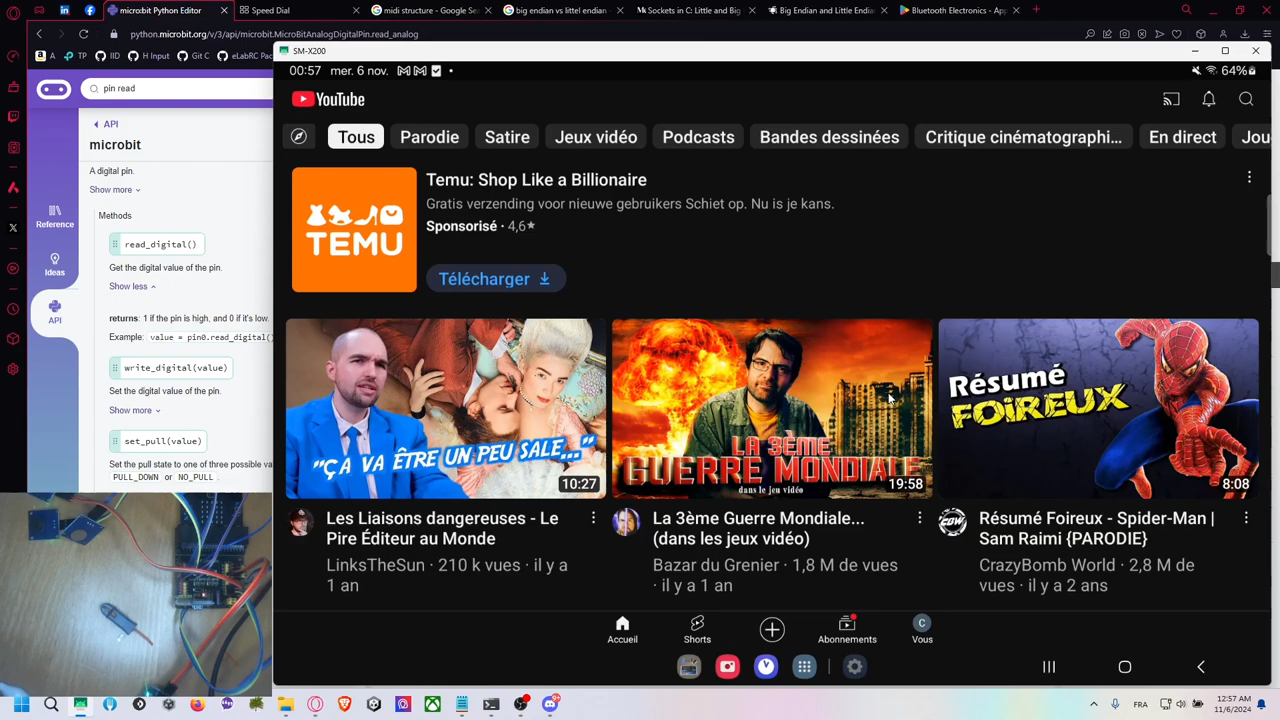 microbit Python Editor
Speed Dial
midi structure - Google S
big endian vs littel endian -
Sockets in C: Little and Big
Big Endian and Little Endian
Bluetooth Electronics - Ap
python.microbit.org/v/3/api/microbit.MicroBitAnalogDigitalPin.read_analog
A
TP
IID
H Input
Git C
D
eLabRC Pa
SM-X200
pin read
API
microbit
A digital pin.
Show more
Reference
Ideas
API
Methods
read_digital()
Get the digital value of the pin.
Show less
returns: 1 if the pin is high, and 0 if it's low.
Example: value = pin0.read_digital()
write_digital(value)
Set the digital value of the pin.
Show more
set_pull(value)
Set the pull state to one of three possible va
PULL_DOWN or NO_PULL.
00:57 mer. 6 nov.
64%
YouTube
Tous Parodie Satire Jeux vidéo Podcasts Bandes dessinées Critique cinématographi... En direct Jou
TEMU
Temu: Shop Like a Billionaire
Gratis verzending voor nieuwe gebruikers Schiet op. Nu is je kans.
Sponsorisé · 4,6★
Télécharger
"ÇA VA ÊTRE UN PEU SALE..."
10:27
LA 3ÈME
GUERRE MONDIALE
dans le jeu vidéo
19:58
Résumé
FOIREUX
8:08
Les Liaisons dangereuses - Le
Pire Éditeur au Monde
LinksTheSun · 210 k vues · il y a
1 an
La 3ème Guerre Mondiale...
(dans les jeux vidéo)
Bazar du Grenier · 1,8 M de vues
· il y a 1 an
COW
Résumé Foireux - Spider-Man |
Sam Raimi {PARODIE}
CrazyBomb World · 2,8 M de
vues · il y a 2 ans
Accueil
Shorts
Abonnements
C
Vous
9+
FRA
12:57 AM
11/6/2024